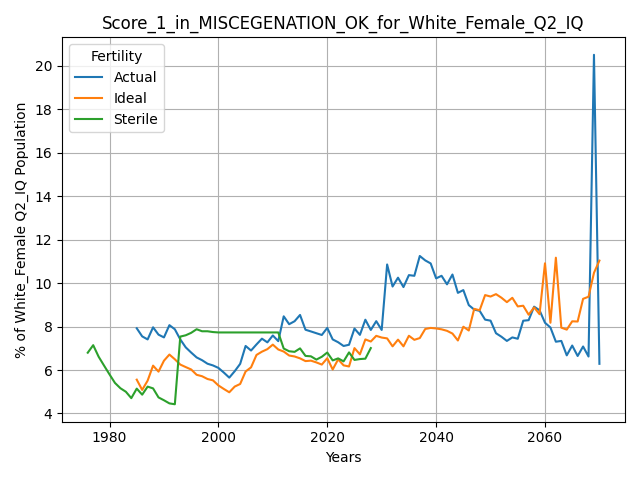 Score_1_in_MISCEGENATION_OK_for_White_Female_Q2_IQ
Fertility
Actual
Ideal
Sterile
% of White_Female Q2_IQ Population
20
18
16
14
12
10
8
6
4
1980 2000 2020 2040 2060
Years